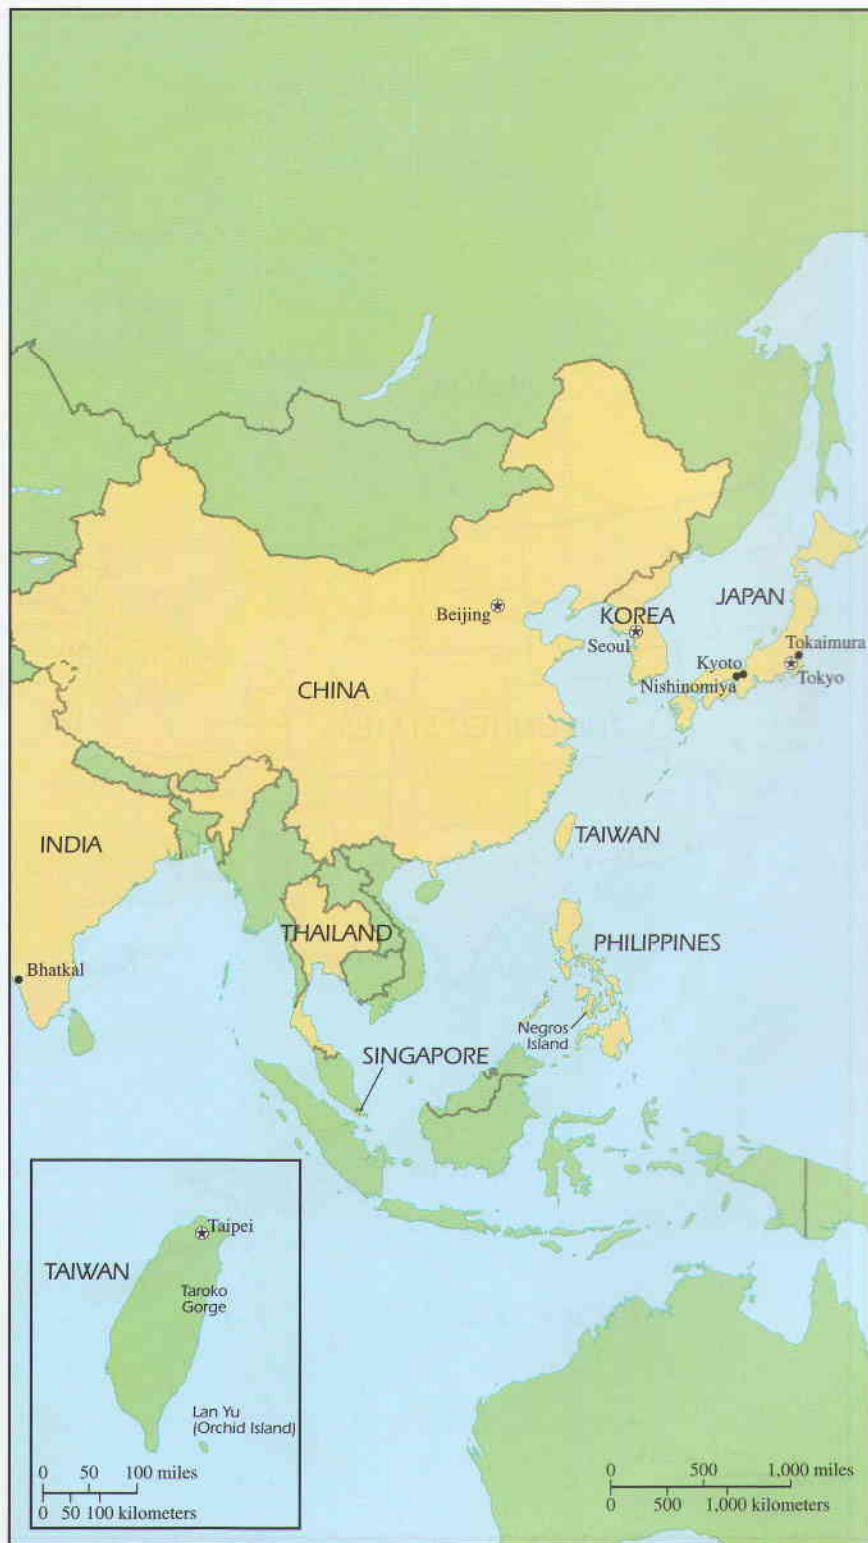 Beijing
KOREA
JAPAN
Seoul
Tokaimura
Kyoto
Nishinomiya
Tokyo
CHINA
INDIA
TAIWAN
THAILAND
PHILIPPINES
Bhatkal
Negros
Island
SINGAPORE
Taipei
TAIWAN
Taroko
Gorge
Lan Yu
(Orchid Island)
0 50 100 miles
0 50 100 kilometers
0 500 1,000 miles
0 500 1,000 kilometers